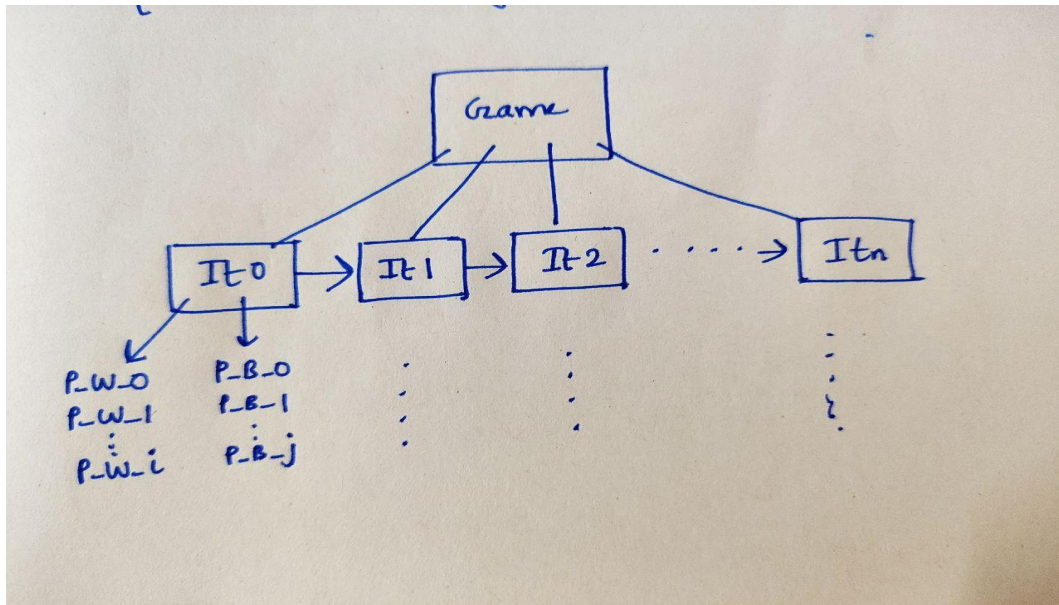 Game
It0 It1 It2 ..... Itn
P_W_0 P_B_0
P_W_1 P_B_1
P_W_i P_B_j